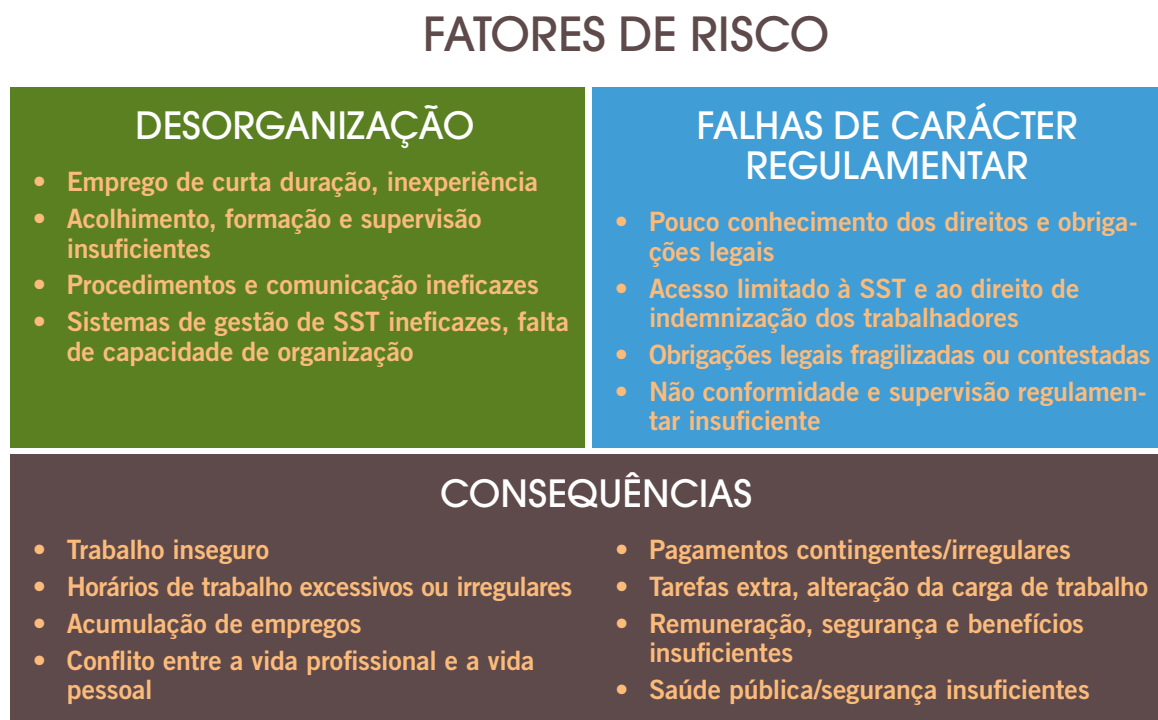 FATORES DE RISCO
DESORGANIZAÇÃO
• Emprego de curta duração, inexperiência
• Acolhimento, formação e supervisão
insuficientes
• Procedimentos e comunicação ineficazes
• Sistemas de gestão de SST ineficazes, falta
de capacidade de organização
FALHAS DE CARÁCTER
REGULAMENTAR
• Pouco conhecimento dos direitos e obriga-
ções legais
• Acesso limitado à SST e ao direito de
indemnização dos trabalhadores
• Obrigações legais fragilizadas ou contestadas
• Não conformidade e supervisão regulamen-
tar insuficiente
CONSEQUÊNCIAS
• Trabalho inseguro
• Horários de trabalho excessivos ou irregulares
• Acumulação de empregos
• Conflito entre a vida profissional e a vida
pessoal
• Pagamentos contingentes/irregulares
• Tarefas extra, alteração da carga de trabalho
• Remuneração, segurança e benefícios
insuficientes
• Saúde pública/segurança insuficientes